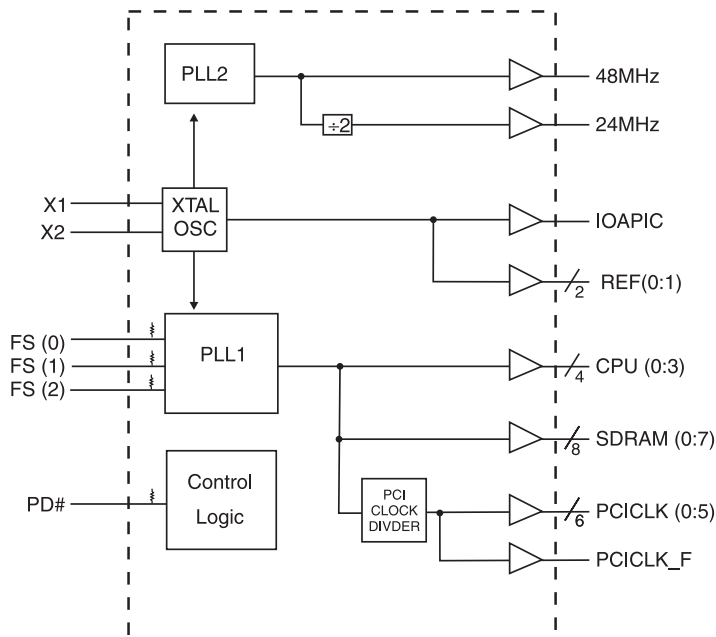 PLL2
48MHz
÷2
24MHz
X1
X2
XTAL
OSC
IOAPIC
2
REF(0:1)
FS (0)
FS (1)
FS (2)
PLL1
4
CPU (0:3)
8
SDRAM (0:7)
PD#
Control
Logic
PCI
CLOCK
DIVDER
6
PCICLK (0:5)
PCICLK_F